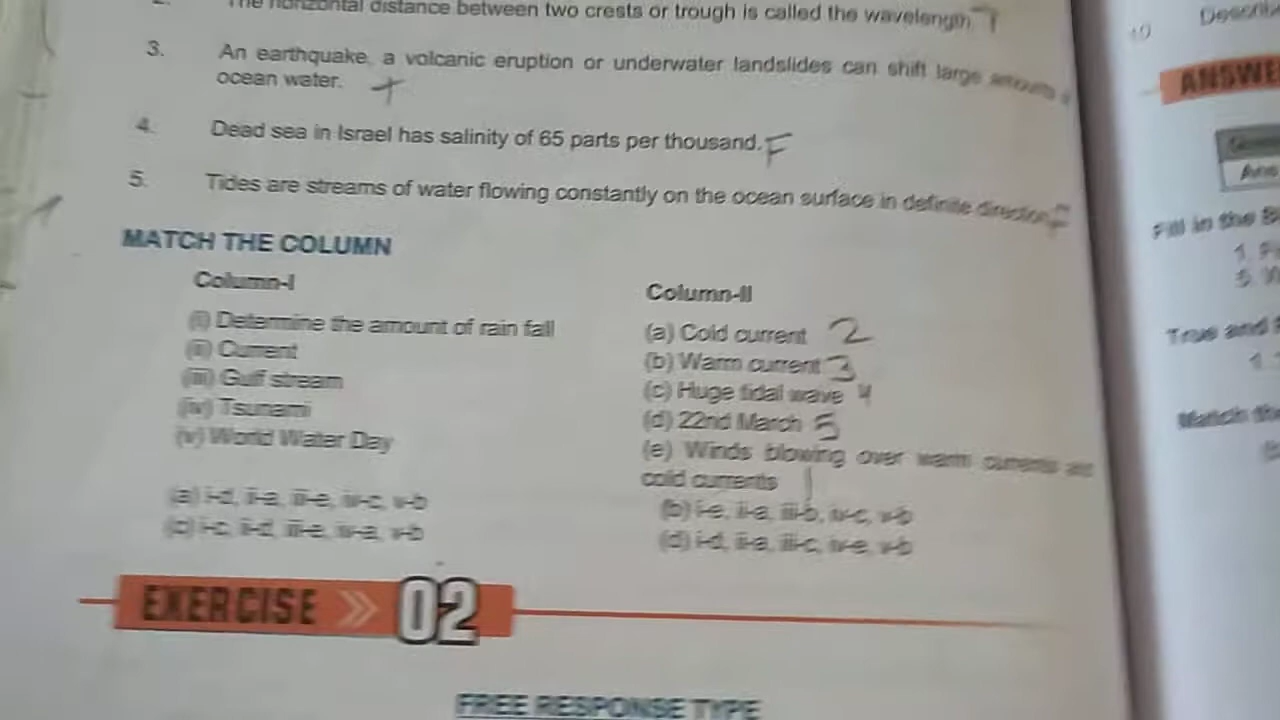 The horizontal distance between two crests or trough is called the wavelength. T
3. An earthquake, a volcanic eruption or underwater landslides can shift large amounts
ocean water. T
4. Dead sea in Israel has salinity of 65 parts per thousand. F
5. Tides are streams of water flowing constantly on the ocean surface in definite direction
MATCH THE COLUMN
Column-I
Column-II
(i) Determine the amount of rain fall
(a) Cold current 2
(ii) Current
(b) Warm current 3
(iii) Gulf stream
(c) Huge tidal wave 4
(iv) Tsunami
(d) 22nd March 5
(v) World Water Day
(e) Winds blowing over warm currents
cold currents 1
(a) i-d, ii-a, iii-e, iv-c, v-b
(b) i-e, ii-a, iii-b, iv-c, v-b
(c) i-c, ii-d, iii-e, iv-a, v-b
(d) i-d, ii-a, iii-c, iv-e, v-b
EXERCISE 02
FREE RESPONSE TYPE
10
ANSWE
Ans
Fill in the B
True and
Match the